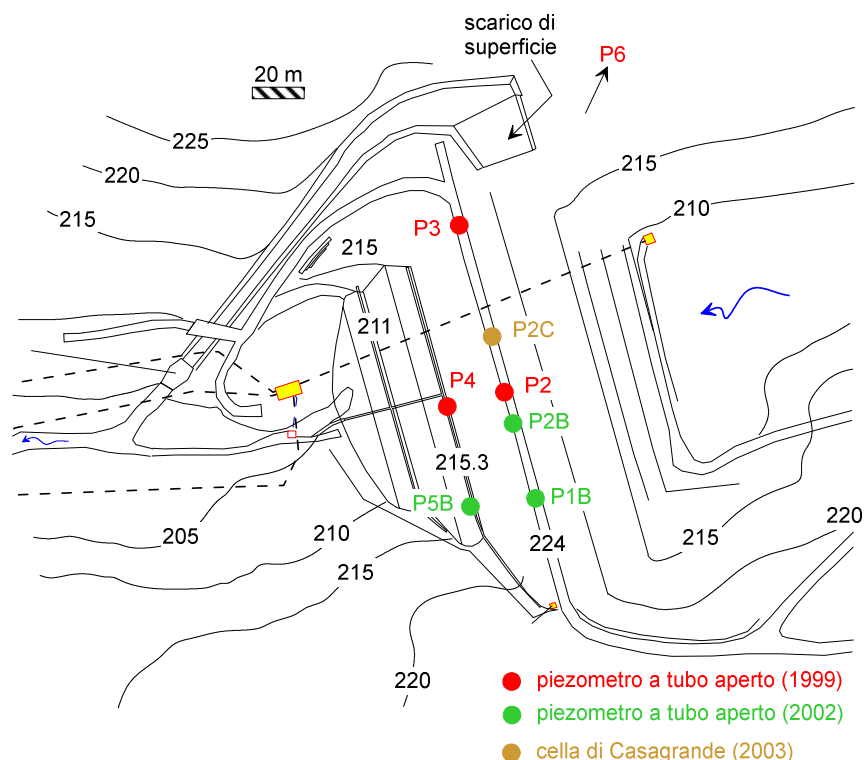 scarico di
superficie
P6
20 m
225
215
220
210
215
P3
215
211
P2C
P4
P2
P2B
215.3
P5B
P1B
220
205
210
224
215
215
220
piezometro a tubo aperto (1999)
piezometro a tubo aperto (2002)
cella di Casagrande (2003)